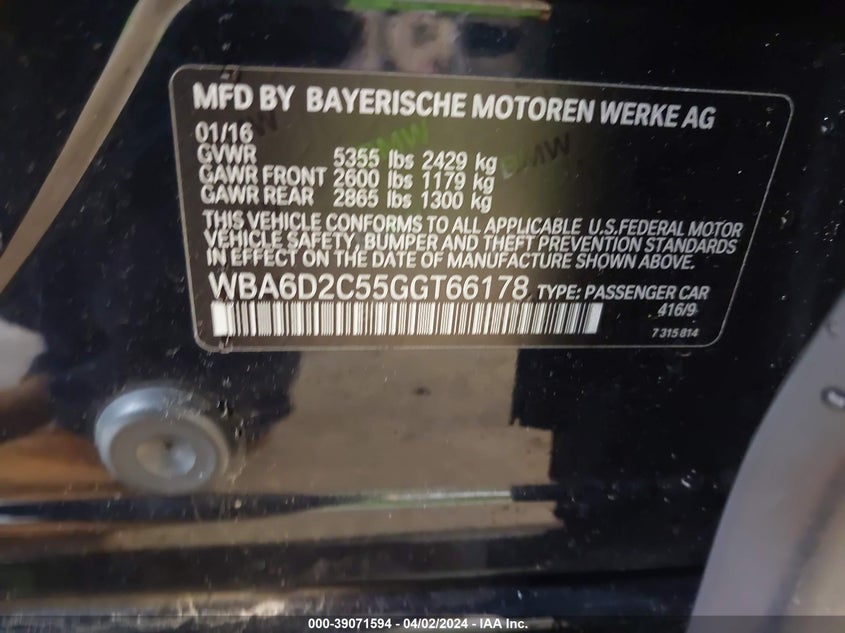 MFD BY BAYERISCHE MOTOREN WERKE AG
01/16
GVWR 5355 lbs 2429 kg
GAWR FRONT 2600 lbs 1179 kg
GAWR REAR 2865 lbs 1300 kg
THIS VEHICLE CONFORMS TO ALL APPLICABLE U.S.FEDERAL MOTOR
VEHICLE SAFETY, BUMPER AND THEFT PREVENTION STANDARDS
IN EFFECT ON THE DATE OF MANUFACTURE SHOWN ABOVE.
WBA6D2C55GGT66178 TYPE: PASSENGER CAR
416/9
7 315 814
BMW
BMW
000-39071594 - 04/02/2024 - IAA Inc.